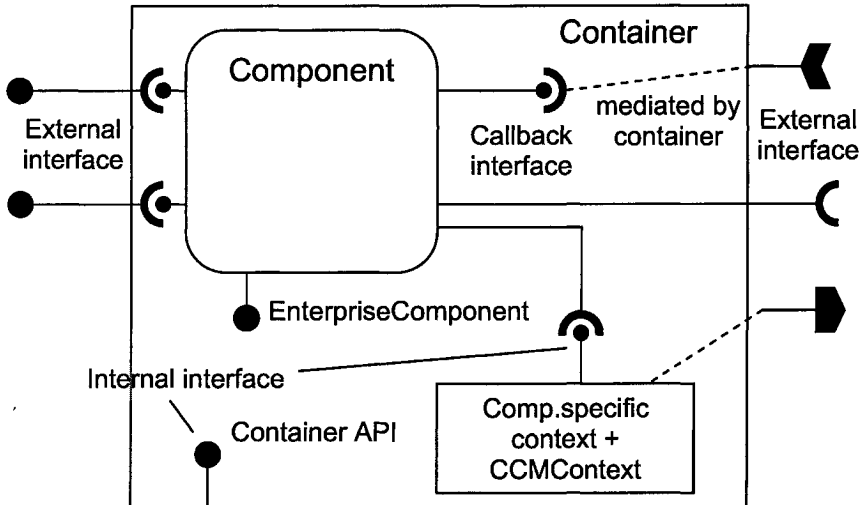 Container
Component
External
interface
Callback
interface
mediated by
container
External
interface
EnterpriseComponent
Internal interface
Container API
Comp.specific
context +
CCMContext